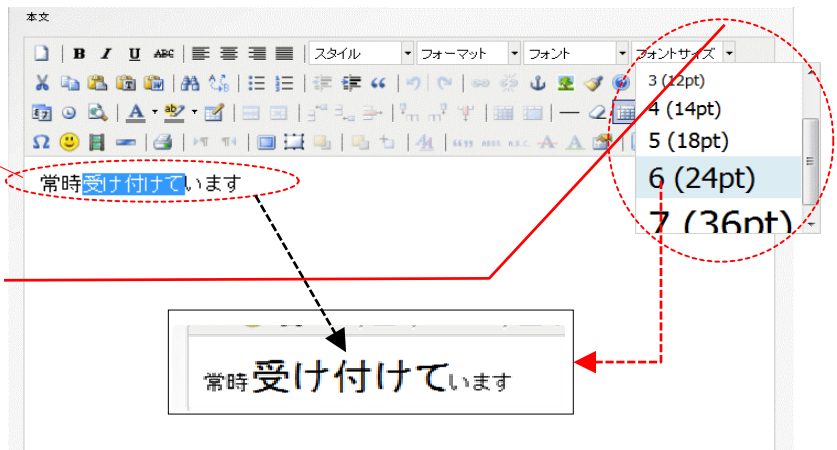 本文
B I U ABC スタイル フォーマット フォント フォントサイズ
3 (12pt)
4 (14pt)
5 (18pt)
6 (24pt)
7 (36pt)
常時受け付けています
常時受け付けています